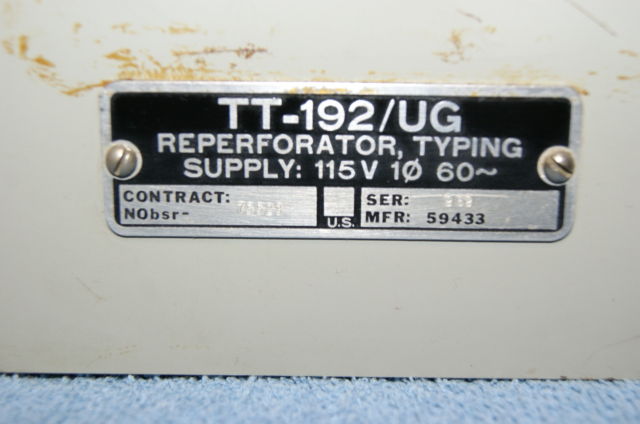 TT-192/UG
REPERFORATOR, TYPING
SUPPLY: 115V 1Ø 60~
CONTRACT:
NObsr-
U.S.
SER:
MFR: 59433